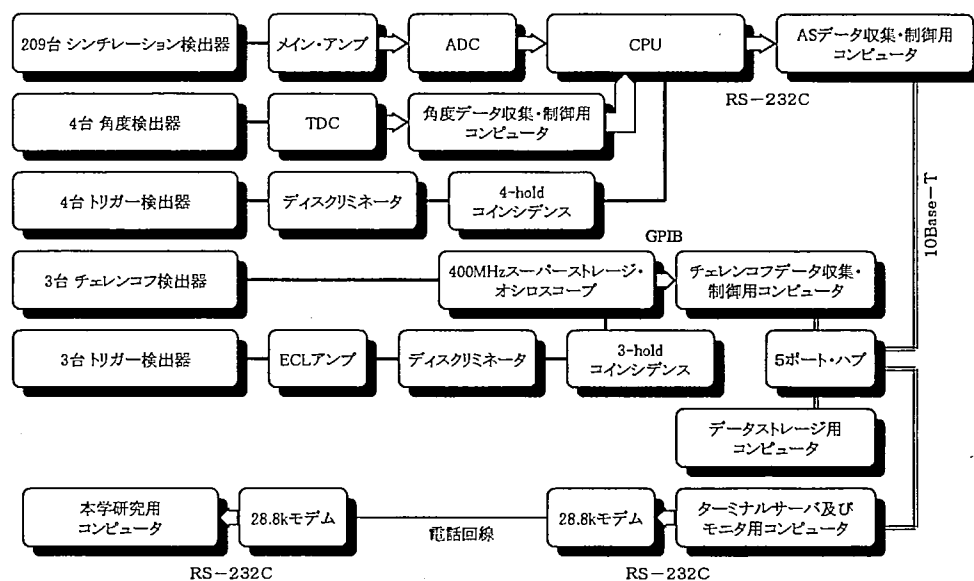 209台 シンチレーション検出器
メイン・アンプ
ADC
CPU
ASデータ収集・制御用
コンピュータ
RS-232C
4台 角度検出器
TDC
角度データ収集・制御用
コンピュータ
4台 トリガー検出器
ディスクリミネータ
4-hold
コインシデンス
10Base-T
GPIB
3台 チェレンコフ検出器
400MHzスーパーストレージ・
オシロスコープ
チェレンコフデータ収集・
制御用コンピュータ
3台 トリガー検出器
ECLアンプ
ディスクリミネータ
3-hold
コインシデンス
5ポート・ハブ
データストレージ用
コンピュータ
本学研究用
コンピュータ
28.8kモデム
電話回線
28.8kモデム
ターミナルサーバ及び
モニタ用コンピュータ
RS-232C
RS-232C